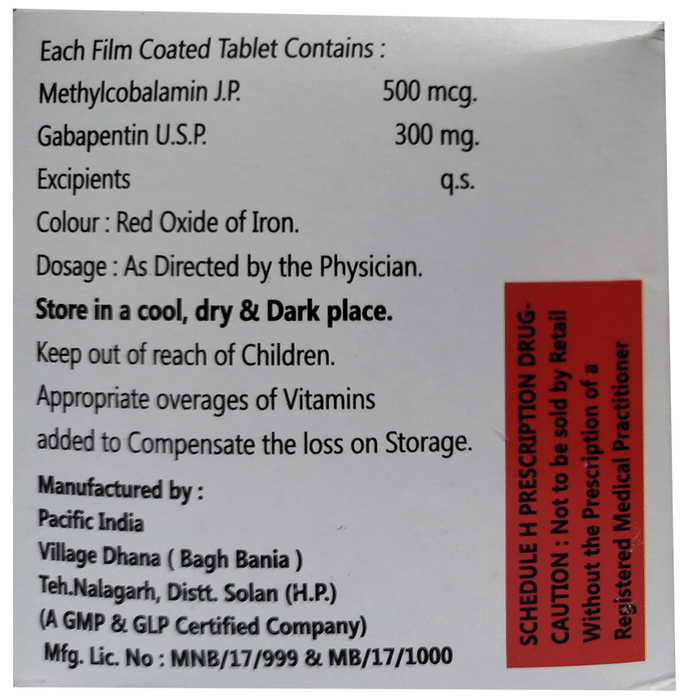 Each Film Coated Tablet Contains :
Methylcobalamin J.P. 500 mcg.
Gabapentin U.S.P. 300 mg.
Excipients q.s.
Colour : Red Oxide of Iron.
Dosage : As Directed by the Physician.
Store in a cool, dry & Dark place.
Keep out of reach of Children.
Appropriate overages of Vitamins
added to Compensate the loss on Storage.
Manufactured by :
Pacific India
Village Dhana ( Bagh Bania )
Teh.Nalagarh, Distt. Solan (H.P.)
(A GMP & GLP Certified Company)
Mfg. Lic. No : MNB/17/999 & MB/17/1000
SCHEDULE H PRESCRIPTION DRUG-
CAUTION : Not to be sold by Retail
Without the Prescription of a
Registered Medical Practitioner